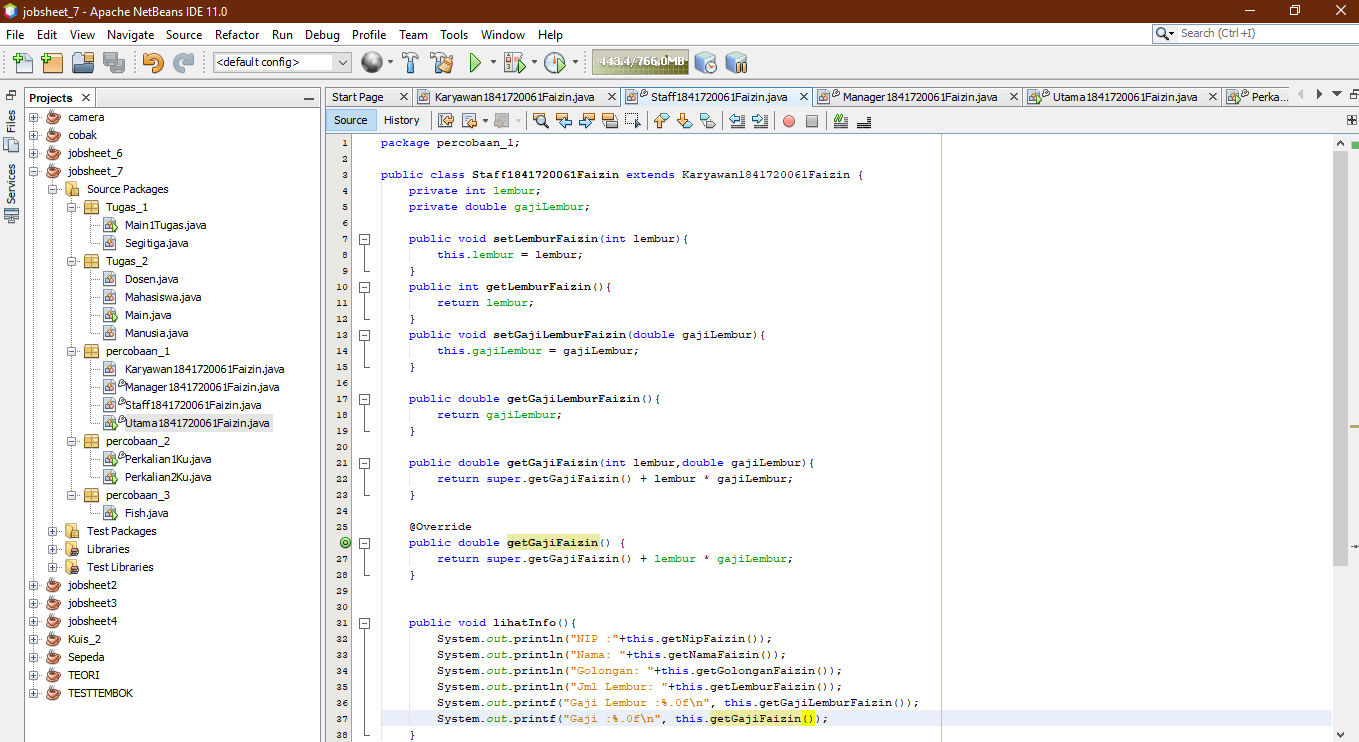 jobsheet_7 - Apache NetBeans IDE 11.0
File Edit View Navigate Source Refactor Run Debug Profile Team Tools Window Help
Search (Ctrl+I)
<default config>
443.4/766.0MB
Files
Services
Projects
camera
cobak
jobsheet_6
jobsheet_7
Source Packages
Tugas_1
Main1Tugas.java
Segitiga.java
Tugas_2
Dosen.java
Mahasiswa.java
Main.java
Manusia.java
percobaan_1
Karyawan1841720061Faizin.java
Manager1841720061Faizin.java
Staff1841720061Faizin.java
Utama1841720061Faizin.java
percobaan_2
Perkalian1Ku.java
Perkalian2Ku.java
percobaan_3
Fish.java
Test Packages
Libraries
Test Libraries
jobsheet2
jobsheet3
jobsheet4
Kuis_2
Sepeda
TEORI
TESTTEMBOK
Start Page Karyawan1841720061Faizin.java Staff1841720061Faizin.java Manager1841720061Faizin.java Utama1841720061Faizin.java Perka...
Source History
1 package percobaan_1;
2
3 public class Staff1841720061Faizin extends Karyawan1841720061Faizin {
4 private int lembur;
5 private double gajiLembur;
6
7 public void setLemburFaizin(int lembur){
8 this.lembur = lembur;
9 }
10 public int getLemburFaizin(){
11 return lembur;
12 }
13 public void setGajiLemburFaizin(double gajiLembur){
14 this.gajiLembur = gajiLembur;
15 }
16
17 public double getGajiLemburFaizin(){
18 return gajiLembur;
19 }
20
21 public double getGajiFaizin(int lembur,double gajiLembur){
22 return super.getGajiFaizin() + lembur * gajiLembur;
23 }
24
25 @Override
public double getGajiFaizin() {
27 return super.getGajiFaizin() + lembur * gajiLembur;
28 }
29
30
31 public void lihatInfo(){
32 System.out.println("NIP :"+this.getNipFaizin());
33 System.out.println("Nama: "+this.getNamaFaizin());
34 System.out.println("Golongan: "+this.getGolonganFaizin());
35 System.out.println("Jml Lembur: "+this.getLemburFaizin());
36 System.out.printf("Gaji Lembur :%.0f\n", this.getGajiLemburFaizin());
37 System.out.printf("Gaji :%.0f\n", this.getGajiFaizin());
38 }